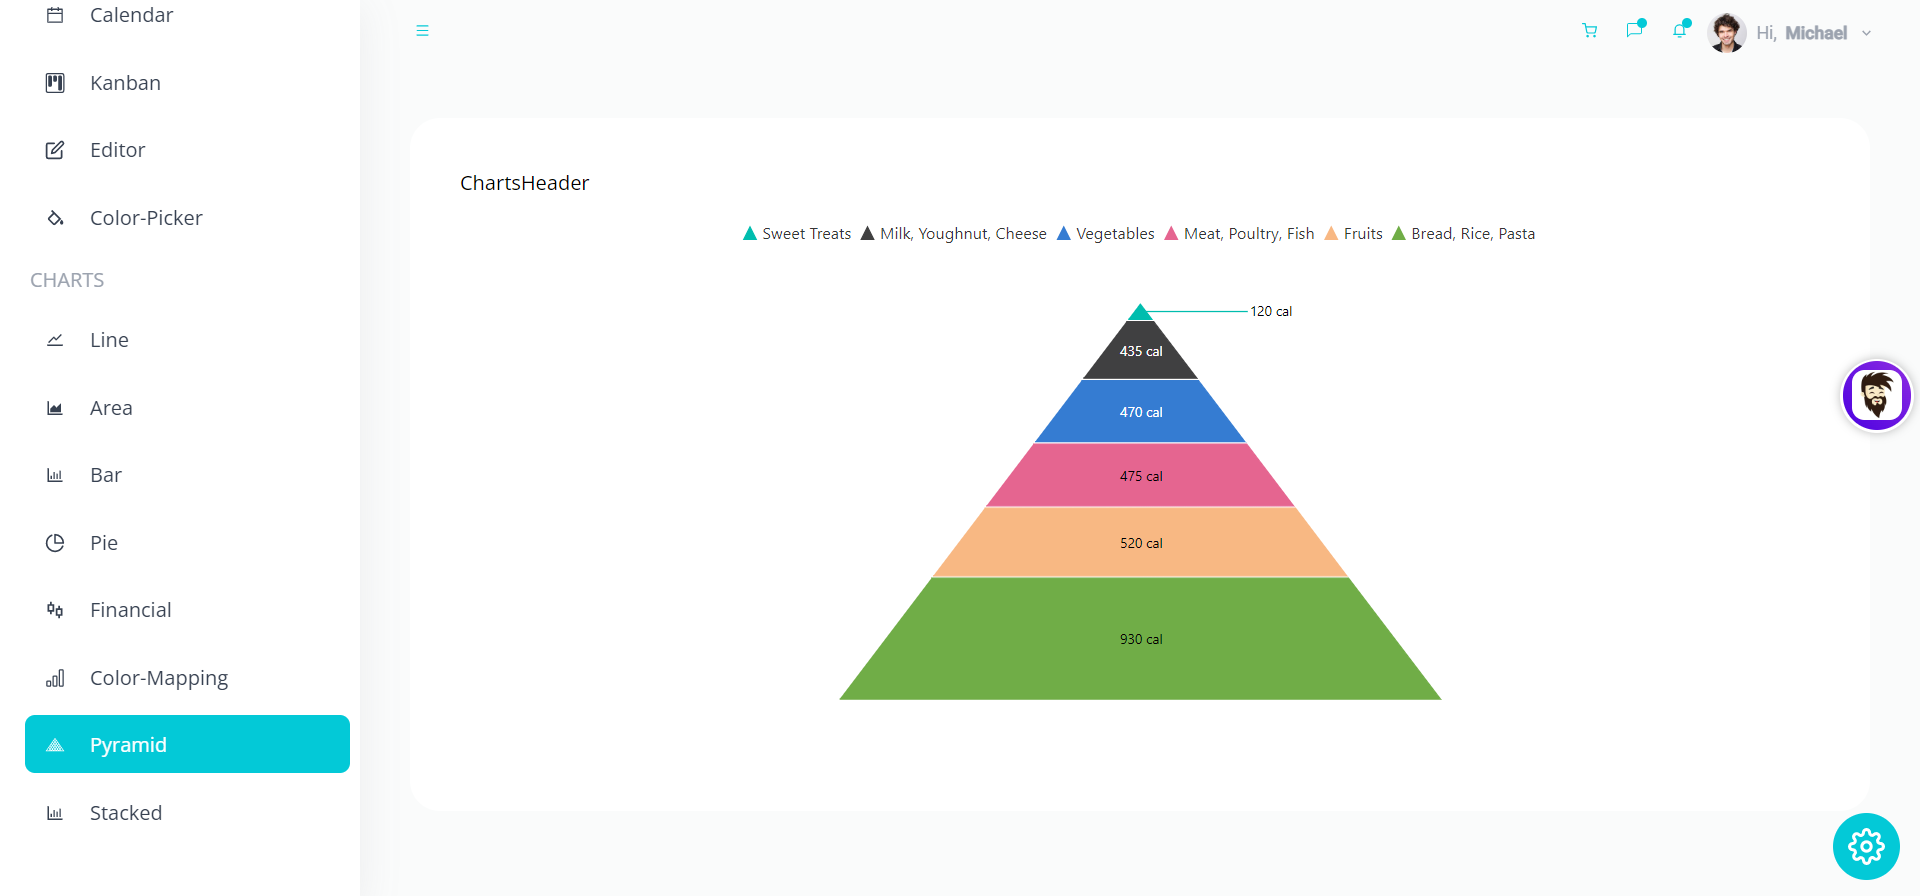 Calendar
Kanban
Editor
Color-Picker
CHARTS
Line
Area
Bar
Pie
Financial
Color-Mapping
Pyramid
Stacked
Hi, Michael
ChartsHeader
Sweet Treats Milk, Youghnut, Cheese Vegetables Meat, Poultry, Fish Fruits Bread, Rice, Pasta
120 cal
435 cal
470 cal
475 cal
520 cal
930 cal